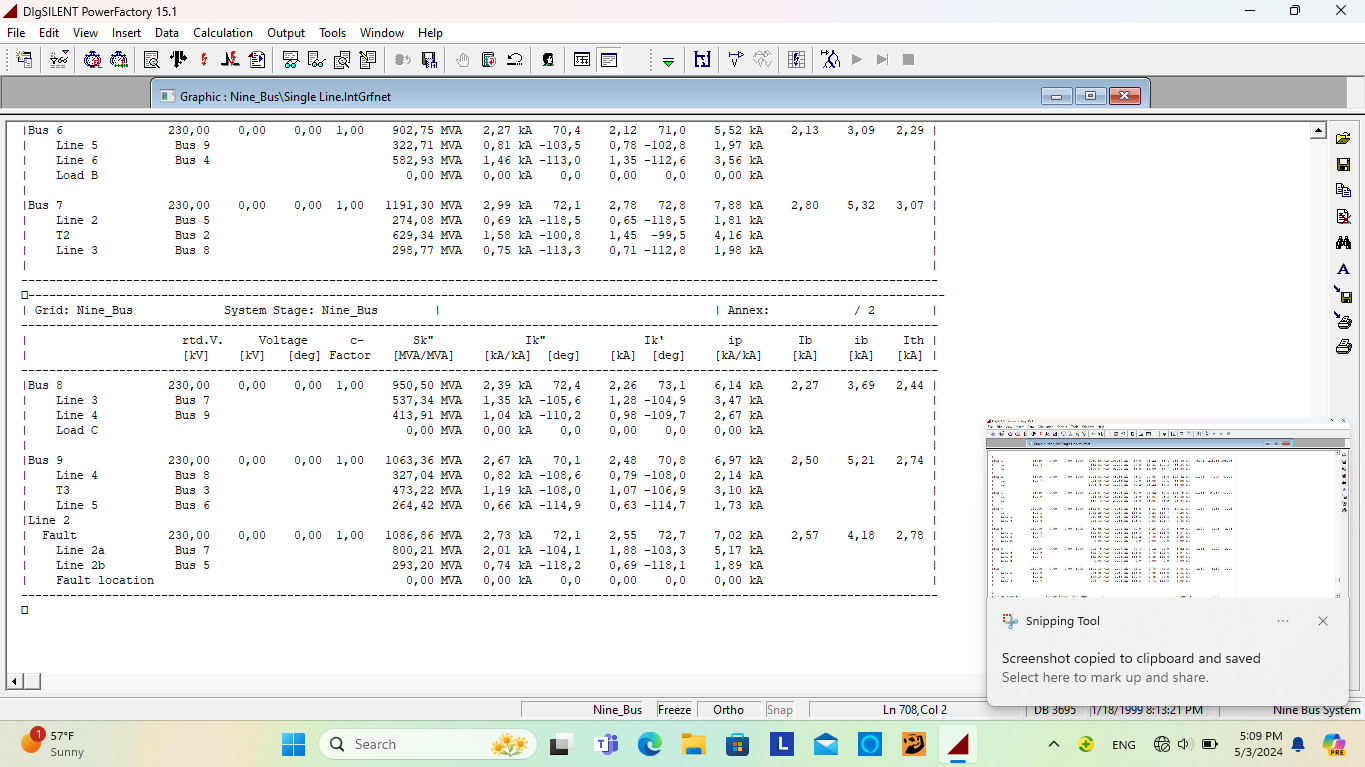 DIgSILENT PowerFactory 15.1
File Edit View Insert Data Calculation Output Tools Window Help
Graphic : Nine_Bus\Single Line.IntGrfnet
|Bus 6 230,00 0,00 0,00 1,00 902,75 MVA 2,27 kA 70,4 2,12 71,0 5,52 kA 2,13 3,09 2,29 |
| Line 5 Bus 9 322,71 MVA 0,81 kA -103,5 0,78 -102,8 1,97 kA |
| Line 6 Bus 4 582,93 MVA 1,46 kA -113,0 1,35 -112,6 3,56 kA |
| Load B 0,00 MVA 0,00 kA 0,0 0,00 0,0 0,00 kA |
| |
|Bus 7 230,00 0,00 0,00 1,00 1191,30 MVA 2,99 kA 72,1 2,78 72,8 7,88 kA 2,80 5,32 3,07 |
| Line 2 Bus 5 274,08 MVA 0,69 kA -118,5 0,65 -118,5 1,81 kA |
| T2 Bus 2 629,34 MVA 1,58 kA -100,8 1,45 -99,5 4,16 kA |
| Line 3 Bus 8 298,77 MVA 0,75 kA -113,3 0,71 -112,8 1,98 kA |
| |
| Grid: Nine_Bus System Stage: Nine_Bus | | Annex: / 2 |
| rtd.V. Voltage c- Sk" Ik" Ik' ip Ib ib Ith |
| [kV] [kV] [deg] Factor [MVA/MVA] [kA/kA] [deg] [kA] [deg] [kA/kA] [kA] [kA] [kA] |
|Bus 8 230,00 0,00 0,00 1,00 950,50 MVA 2,39 kA 72,4 2,26 73,1 6,14 kA 2,27 3,69 2,44 |
| Line 3 Bus 7 537,34 MVA 1,35 kA -105,6 1,28 -104,9 3,47 kA |
| Line 4 Bus 9 413,91 MVA 1,04 kA -110,2 0,98 -109,7 2,67 kA |
| Load C 0,00 MVA 0,00 kA 0,0 0,00 0,0 0,00 kA |
| |
|Bus 9 230,00 0,00 0,00 1,00 1063,36 MVA 2,67 kA 70,1 2,48 70,8 6,97 kA 2,50 5,21 2,74 |
| Line 4 Bus 8 327,04 MVA 0,82 kA -108,6 0,79 -108,0 2,14 kA |
| T3 Bus 3 473,22 MVA 1,19 kA -108,0 1,07 -106,9 3,10 kA |
| Line 5 Bus 6 264,42 MVA 0,66 kA -114,9 0,63 -114,7 1,73 kA |
|Line 2 |
| Fault 230,00 0,00 0,00 1,00 1086,86 MVA 2,73 kA 72,1 2,55 72,7 7,02 kA 2,57 4,18 2,78 |
| Line 2a Bus 7 800,21 MVA 2,01 kA -104,1 1,88 -103,3 5,17 kA |
| Line 2b Bus 5 293,20 MVA 0,74 kA -118,2 0,69 -118,1 1,89 kA |
| Fault location 0,00 MVA 0,00 kA 0,0 0,00 0,0 0,00 kA |
Snipping Tool
Screenshot copied to clipboard and saved
Select here to mark up and share.
Nine_Bus Freeze Ortho Snap Ln 708,Col 2 DB 3695 1/18/1999 8:13:21 PM Nine Bus System
1
57°F
Sunny
Search
ENG
5:09 PM
5/3/2024
PRE